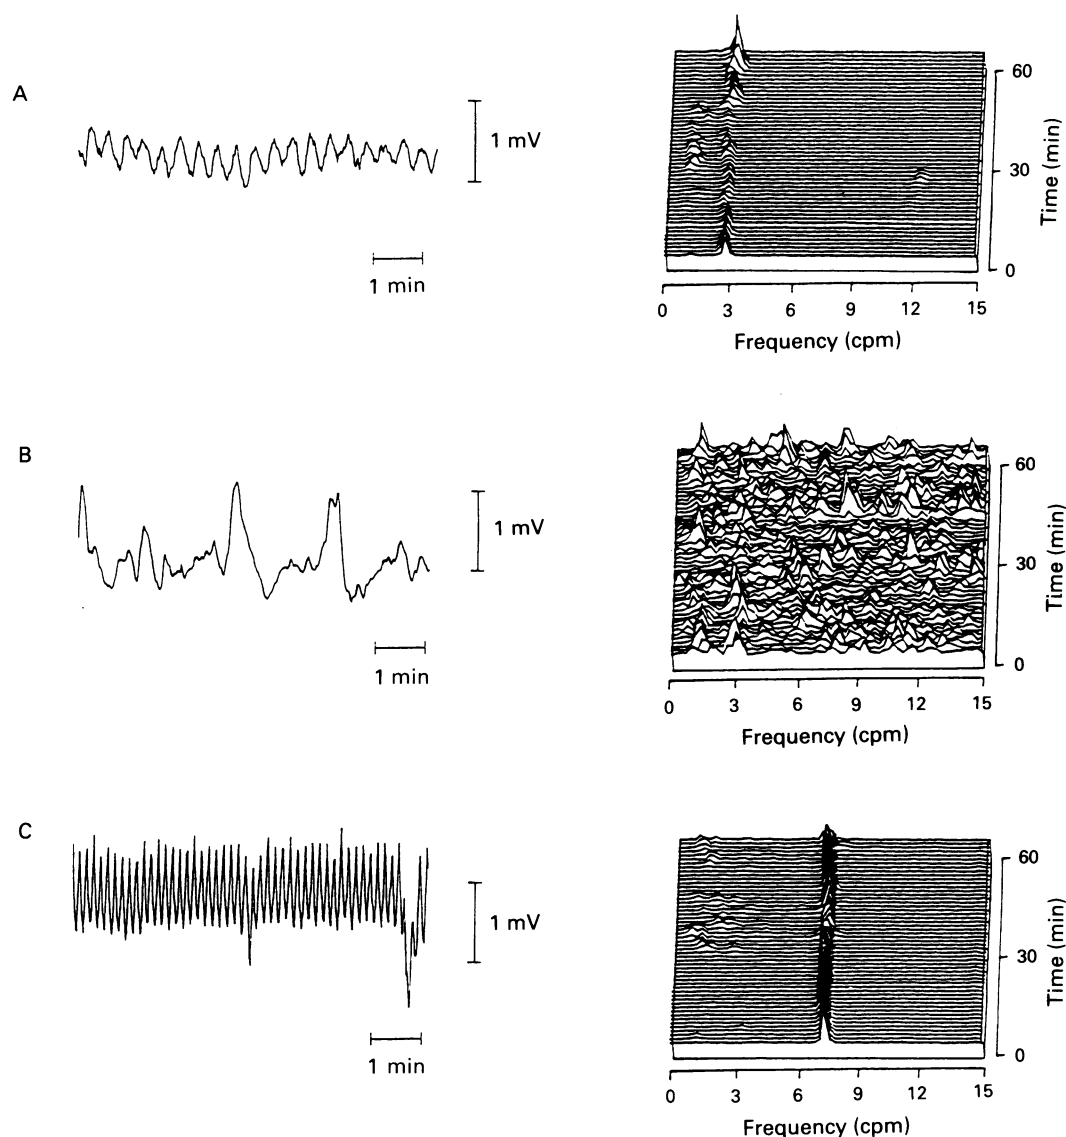 A
1 mV
1 min
60
30
0
Time (min)
0 3 6 9 12 15
Frequency (cpm)
B
1 mV
1 min
60
30
0
Time (min)
0 3 6 9 12 15
Frequency (cpm)
C
1 mV
1 min
60
30
0
Time (min)
0 3 6 9 12 15
Frequency (cpm)